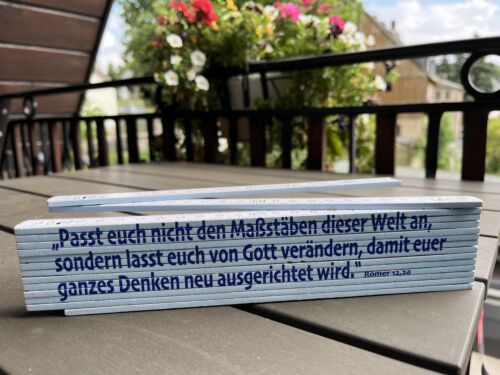 „Passt euch nicht den Maßstäben dieser Welt an,
sondern lasst euch von Gott verändern, damit euer
ganzes Denken neu ausgerichtet wird.“ Römer 12,2a